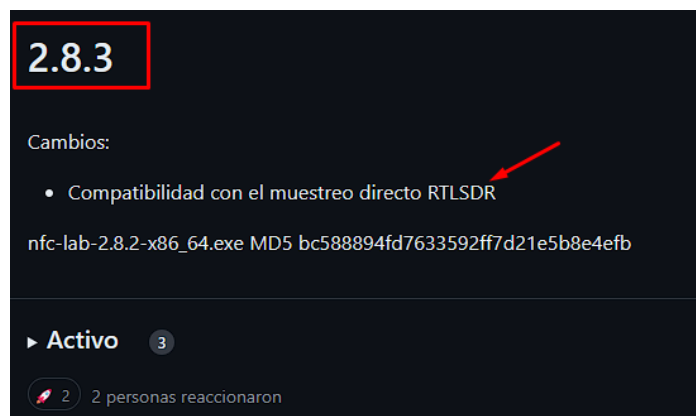 2.8.3
Cambios:
• Compatibilidad con el muestreo directo RTLSDR
nfc-lab-2.8.2-x86_64.exe MD5 bc588894fd7633592ff7d21e5b8e4efb
Activo 3
🚀 2 2 personas reaccionaron